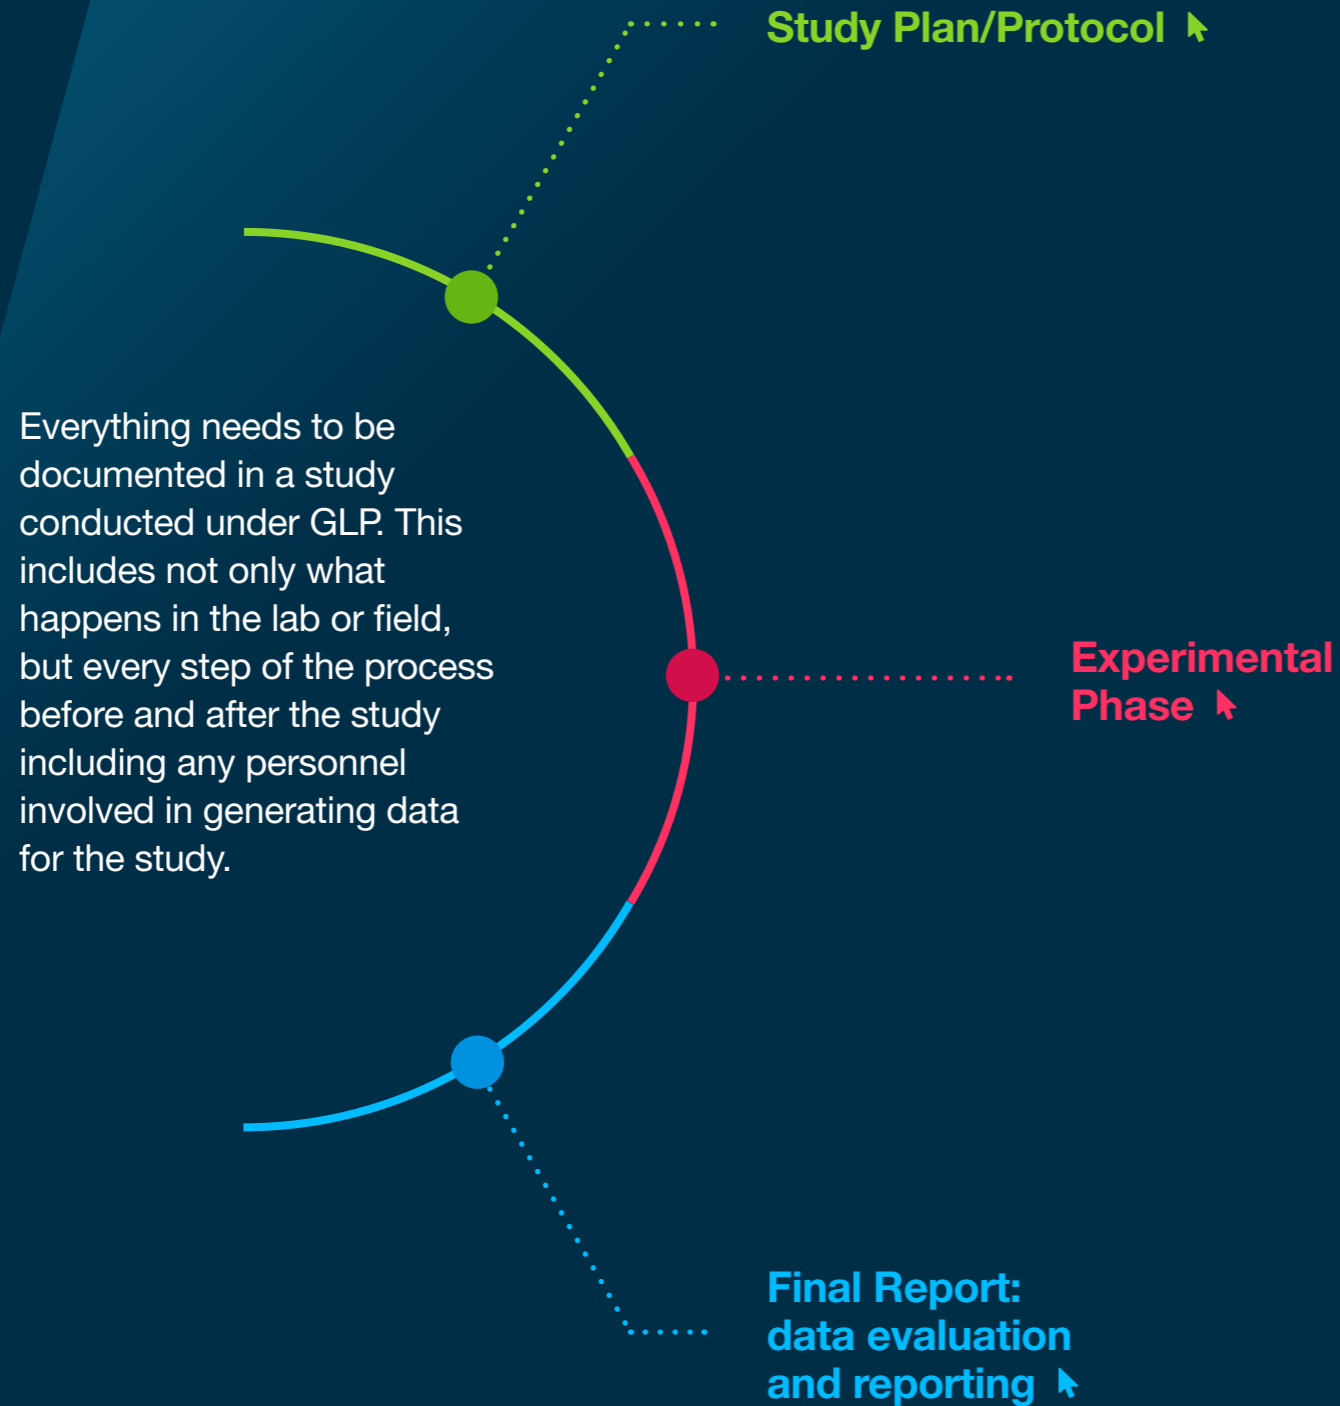 Study Plan/Protocol
Everything needs to be
documented in a study
conducted under GLP. This
includes not only what
happens in the lab or field,
but every step of the process
before and after the study
including any personnel
involved in generating data
for the study.
Experimental
Phase
Final Report:
data evaluation
and reporting